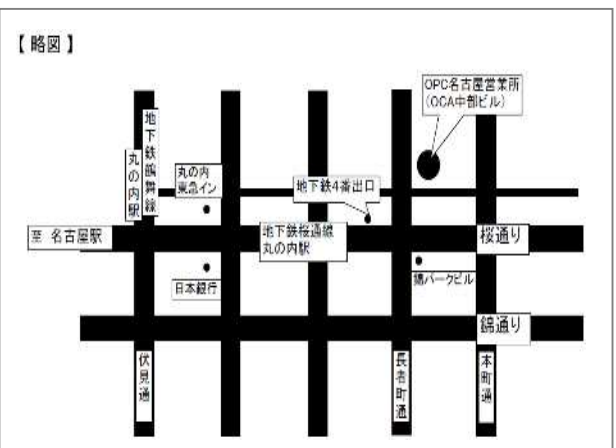 【 略図 】
OPC名古屋営業所
(OCA中部ビル)
地下鉄鶴舞線
丸の内駅
丸の内
東急イン
地下鉄4番出口
至 名古屋駅
地下鉄桜通線
丸の内駅
桜通り
日本銀行
錦パークビル
錦通り
伏見通
長者町通
本町通